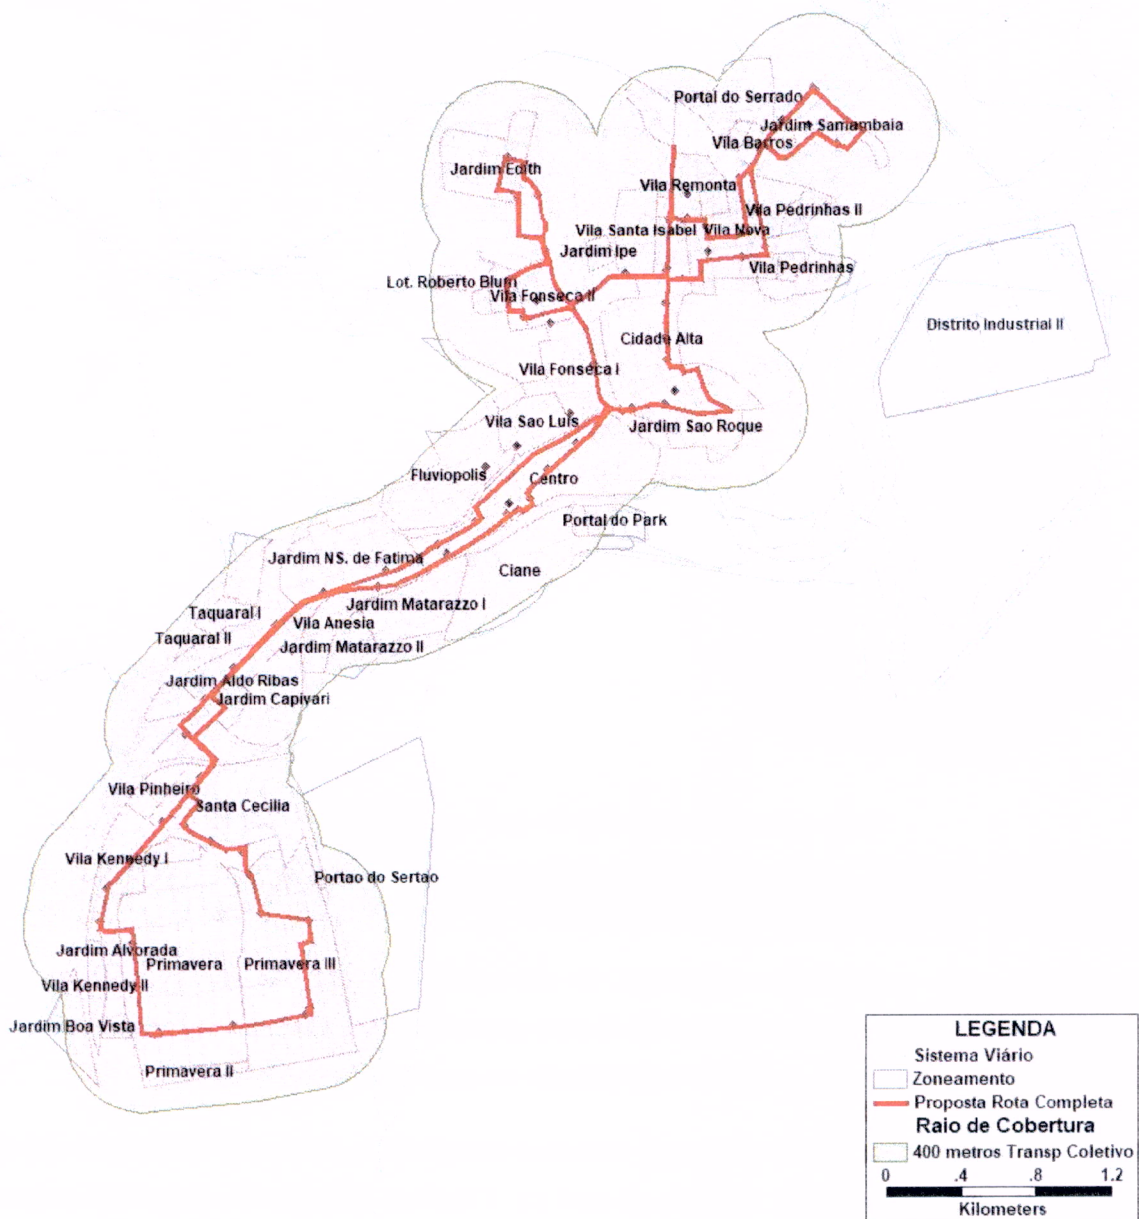 Portal do Serrado
Jardim Samambaia
Vila Barros
Jardim Edith
Vila Remonta
Vila Pedrinhas II
Vila Santa Isabel
Vila Nova
Jardim Ipe
Vila Pedrinhas
Lot. Roberto Blum
Vila Fonseca II
Distrito Industrial II
Cidade Alta
Vila Fonseca I
Vila Sao Luis
Jardim Sao Roque
Fluviopolis
Centro
Portal do Park
Jardim NS. de Fatima
Ciane
Jardim Matarazzo I
Taquaral I
Vila Anesia
Taquaral II
Jardim Matarazzo II
Jardim Aldo Ribas
Jardim Capivari
Vila Pinheiro
Santa Cecilia
Vila Kennedy I
Portao do Sertao
Jardim Alvorada
Primavera
Primavera III
Vila Kennedy II
Jardim Boa Vista
Primavera II
LEGENDA
Sistema Viário
Zoneamento
Proposta Rota Completa
Raio de Cobertura
400 metros Transp Coletivo
0 .4 .8 1.2
Kilometers